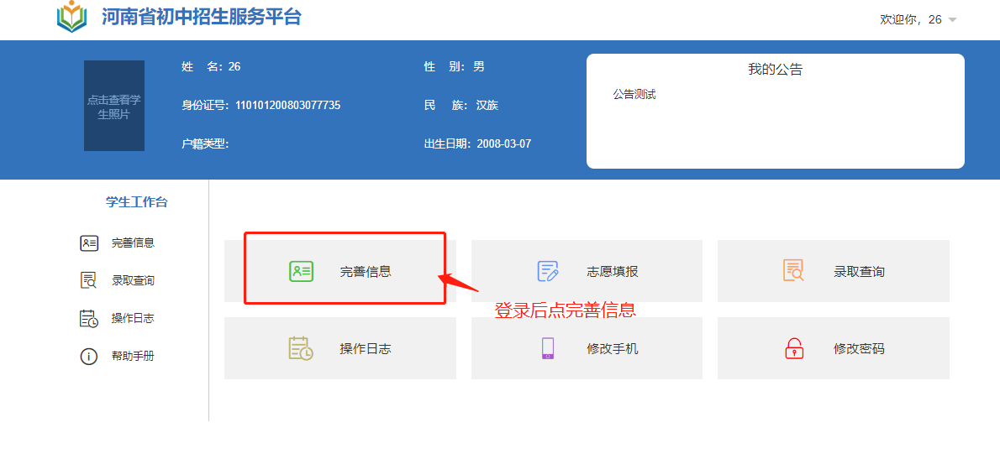 河南省初中招生服务平台
欢迎你，26
点击查看学
生照片
姓 名：26
性 别：男
身份证号：110101200803077735
民 族：汉族
户籍类型：
出生日期：2008-03-07
我的公告
公告测试
学生工作台
完善信息
录取查询
操作日志
帮助手册
完善信息
志愿填报
录取查询
登录后点完善信息
操作日志
修改手机
修改密码